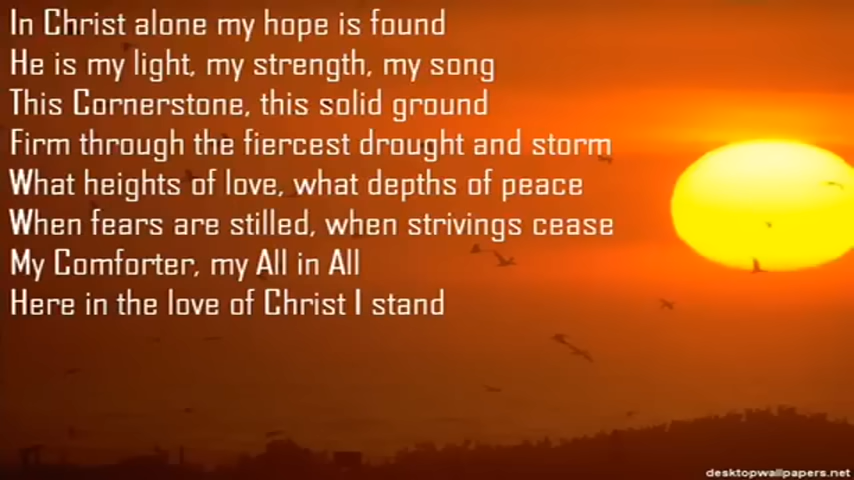 In Christ alone my hope is found
He is my light, my strength, my song
This Cornerstone, this solid ground
Firm through the fiercest drought and storm
What heights of love, what depths of peace
When fears are stilled, when strivings cease
My Comforter, my All in All
Here in the love of Christ I stand
desktopwallpapers.net